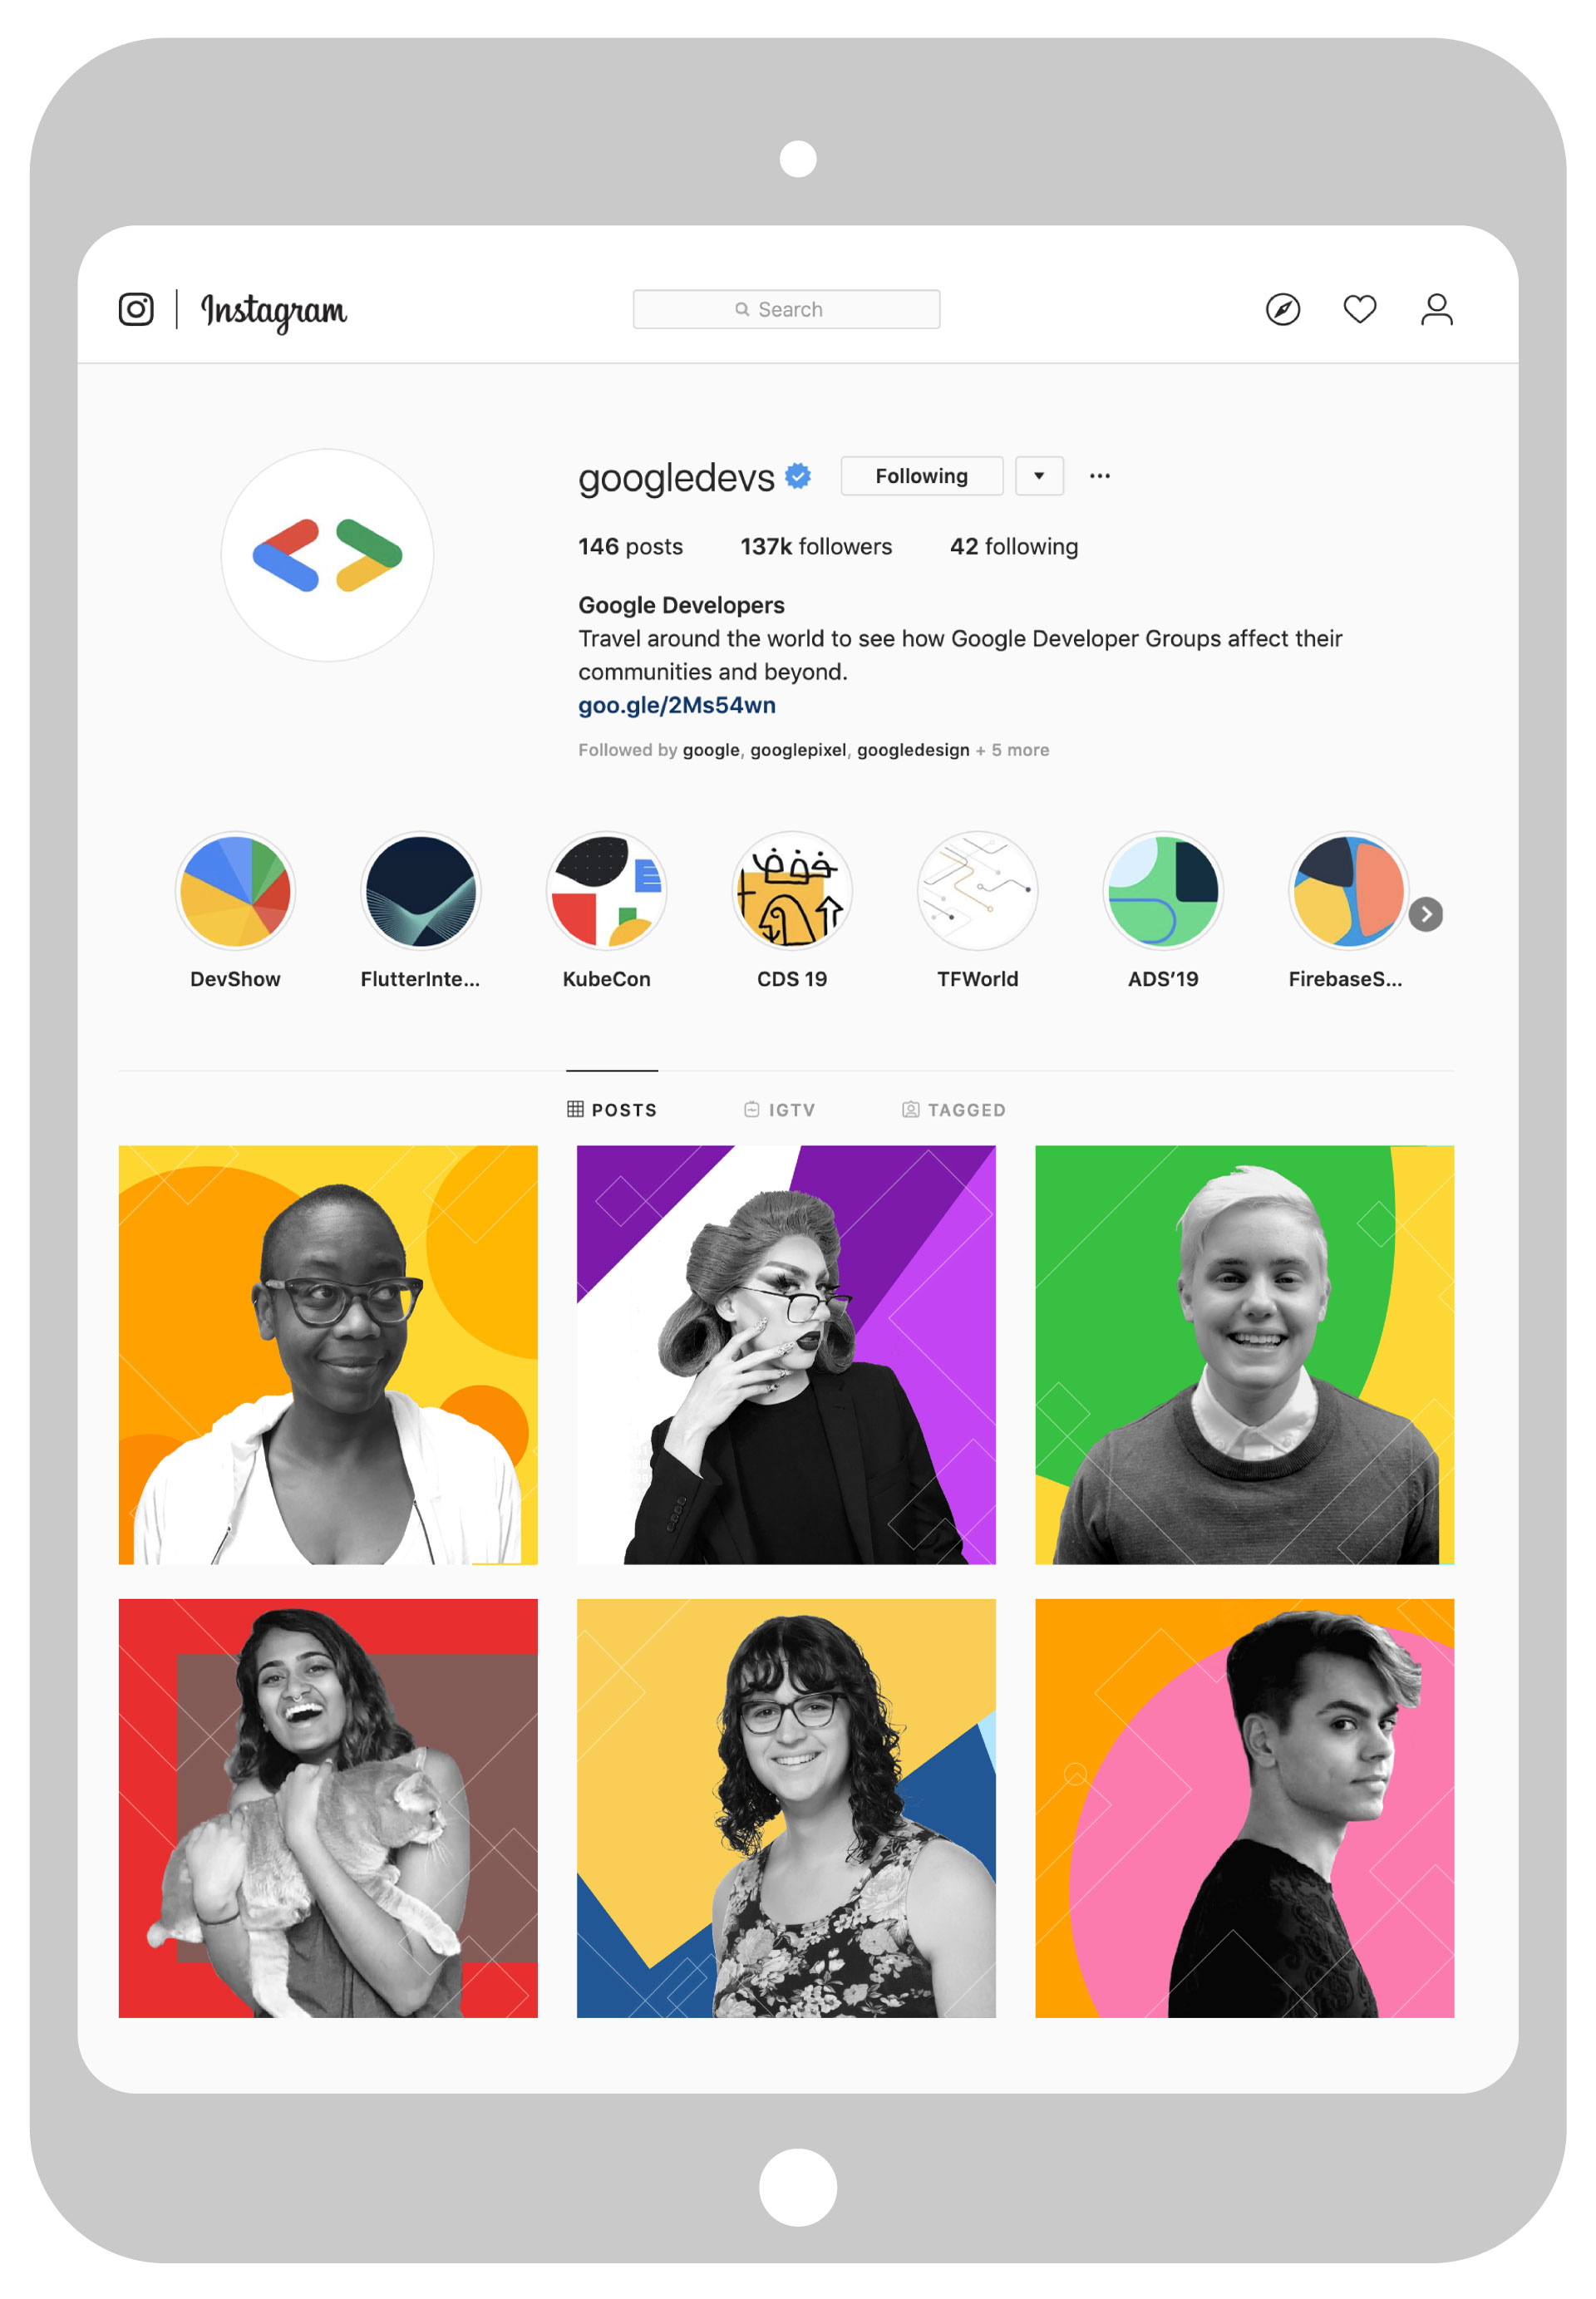 Instagram
Search
googledevs
Following
146 posts 137k followers 42 following
Google Developers
Travel around the world to see how Google Developer Groups affect their
communities and beyond.
goo.gle/2Ms54wn
Followed by google, googlepixel, googledesign + 5 more
DevShow FlutterInte... KubeCon CDS 19 TFWorld ADS'19 FirebaseS...
POSTS IGTV TAGGED